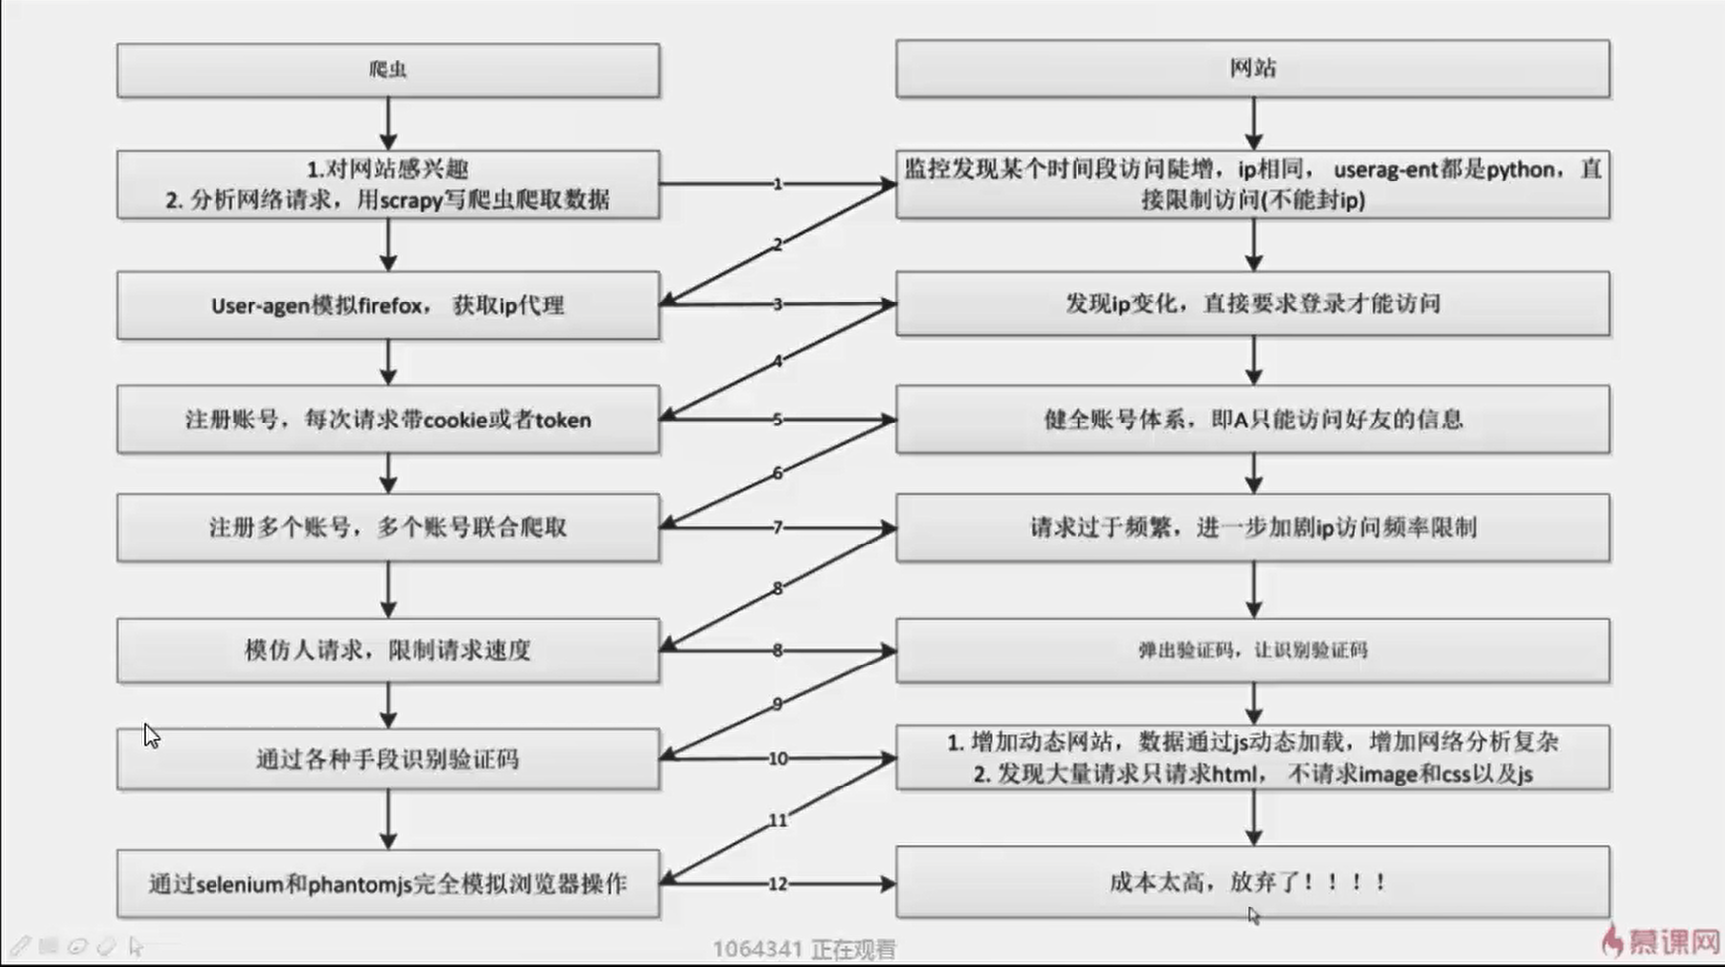 爬虫
网站
1.对网站感兴趣
2. 分析网络请求，用scrapy写爬虫爬取数据
1
监控发现某个时间段访问陡增，ip相同， userag-ent都是python，直
接限制访问(不能封ip)
2
User-agen模拟firefox， 获取ip代理
3
发现ip变化，直接要求登录才能访问
4
注册账号，每次请求带cookie或者token
5
健全账号体系，即A只能访问好友的信息
6
注册多个账号，多个账号联合爬取
7
请求过于频繁，进一步加剧ip访问频率限制
8
模仿人请求，限制请求速度
8
弹出验证码，让识别验证码
9
通过各种手段识别验证码
10
1. 增加动态网站，数据通过js动态加载，增加网络分析复杂
2. 发现大量请求只请求html， 不请求image和css以及js
11
通过selenium和phantomjs完全模拟浏览器操作
12
成本太高，放弃了！！！！
1064341 正在观看
慕课网